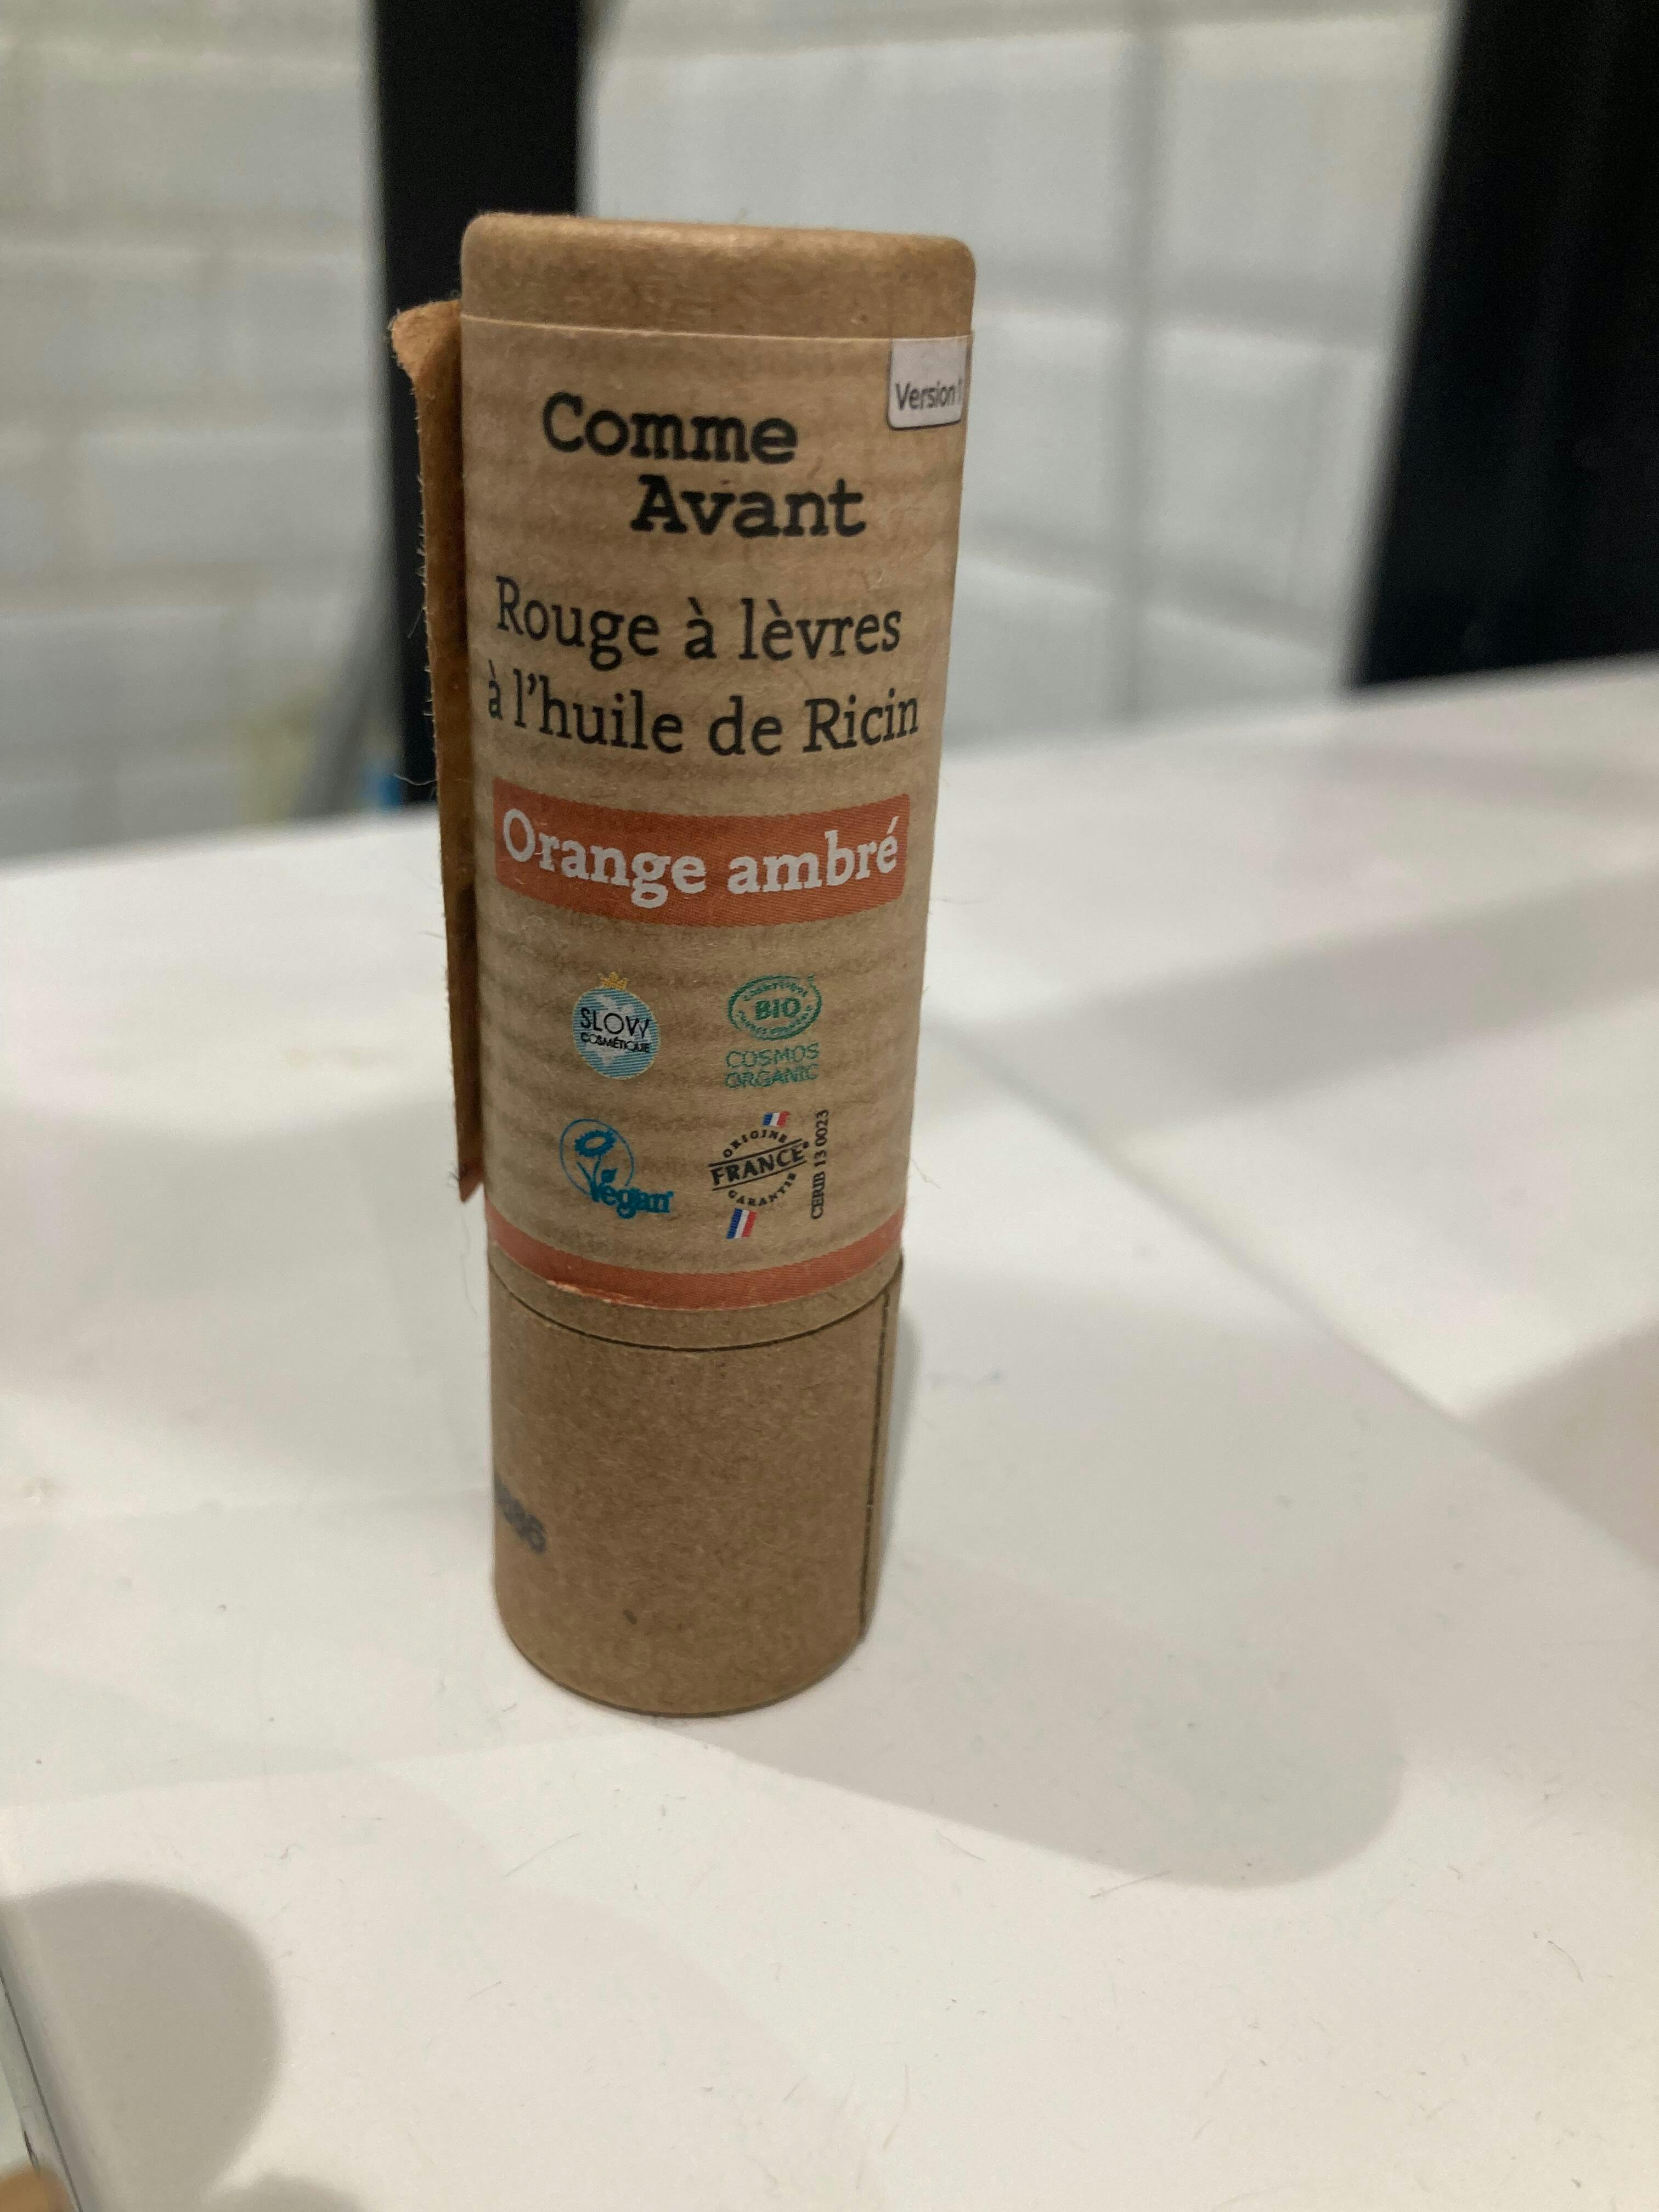 Comme
Avant
Version
Rouge à lèvres
à l'huile de Ricin
Orange ambré
SLOW
COSMÉTIQUE
BIO
COSMOS
ORGANIC
Vegan
ORIGINE
FRANCE
GARANTIE
CERIB 13 0023